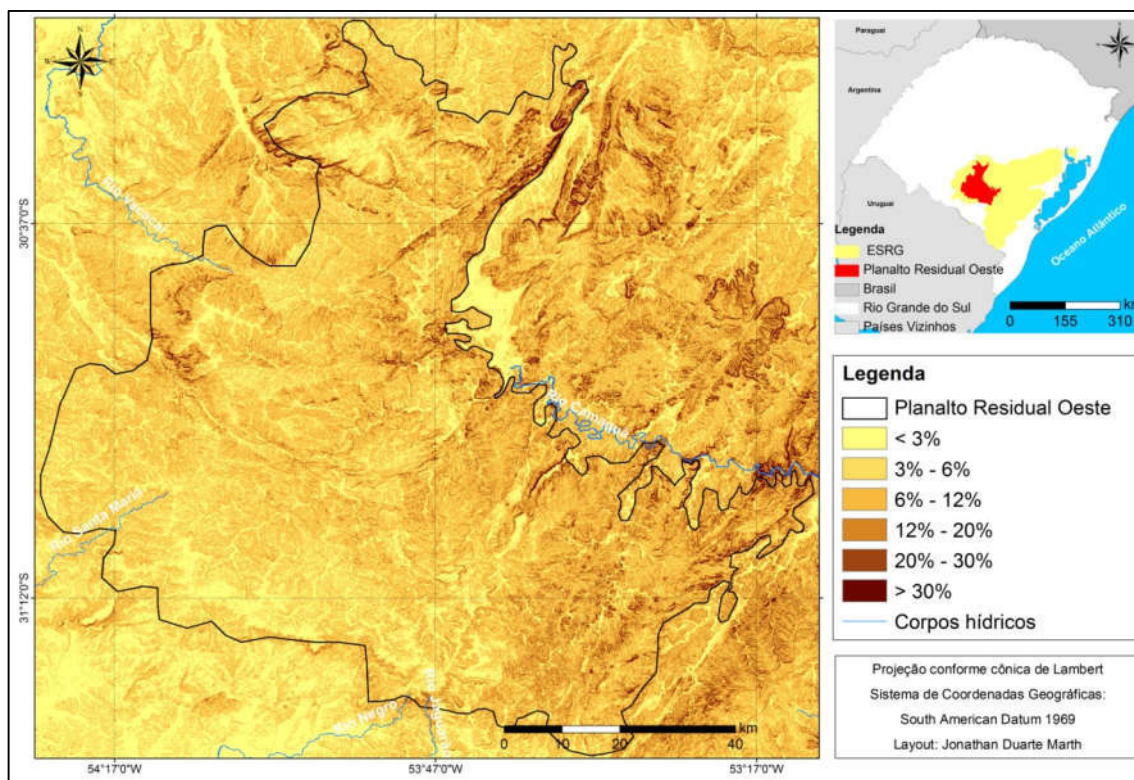 N
Rio Vacacaí
Rio Camaquã
Rio Santa Maria
Rio Negro
Rio Jaguarão
30°37'0"S
31°12'0"S
54°17'0"W
53°47'0"W
53°17'0"W
km
0 10 20 40
Paraguai
Argentina
Uruguai
Oceano Atlântico
Legenda
ESRG
Planalto Residual Oeste
Brasil
Rio Grande do Sul
Países Vizinhos
km
0 155 310
Legenda
Planalto Residual Oeste
< 3%
3% - 6%
6% - 12%
12% - 20%
20% - 30%
> 30%
Corpos hídricos
Projeção conforme cônica de Lambert
Sistema de Coordenadas Geográficas:
South American Datum 1969
Layout: Jonathan Duarte Marth